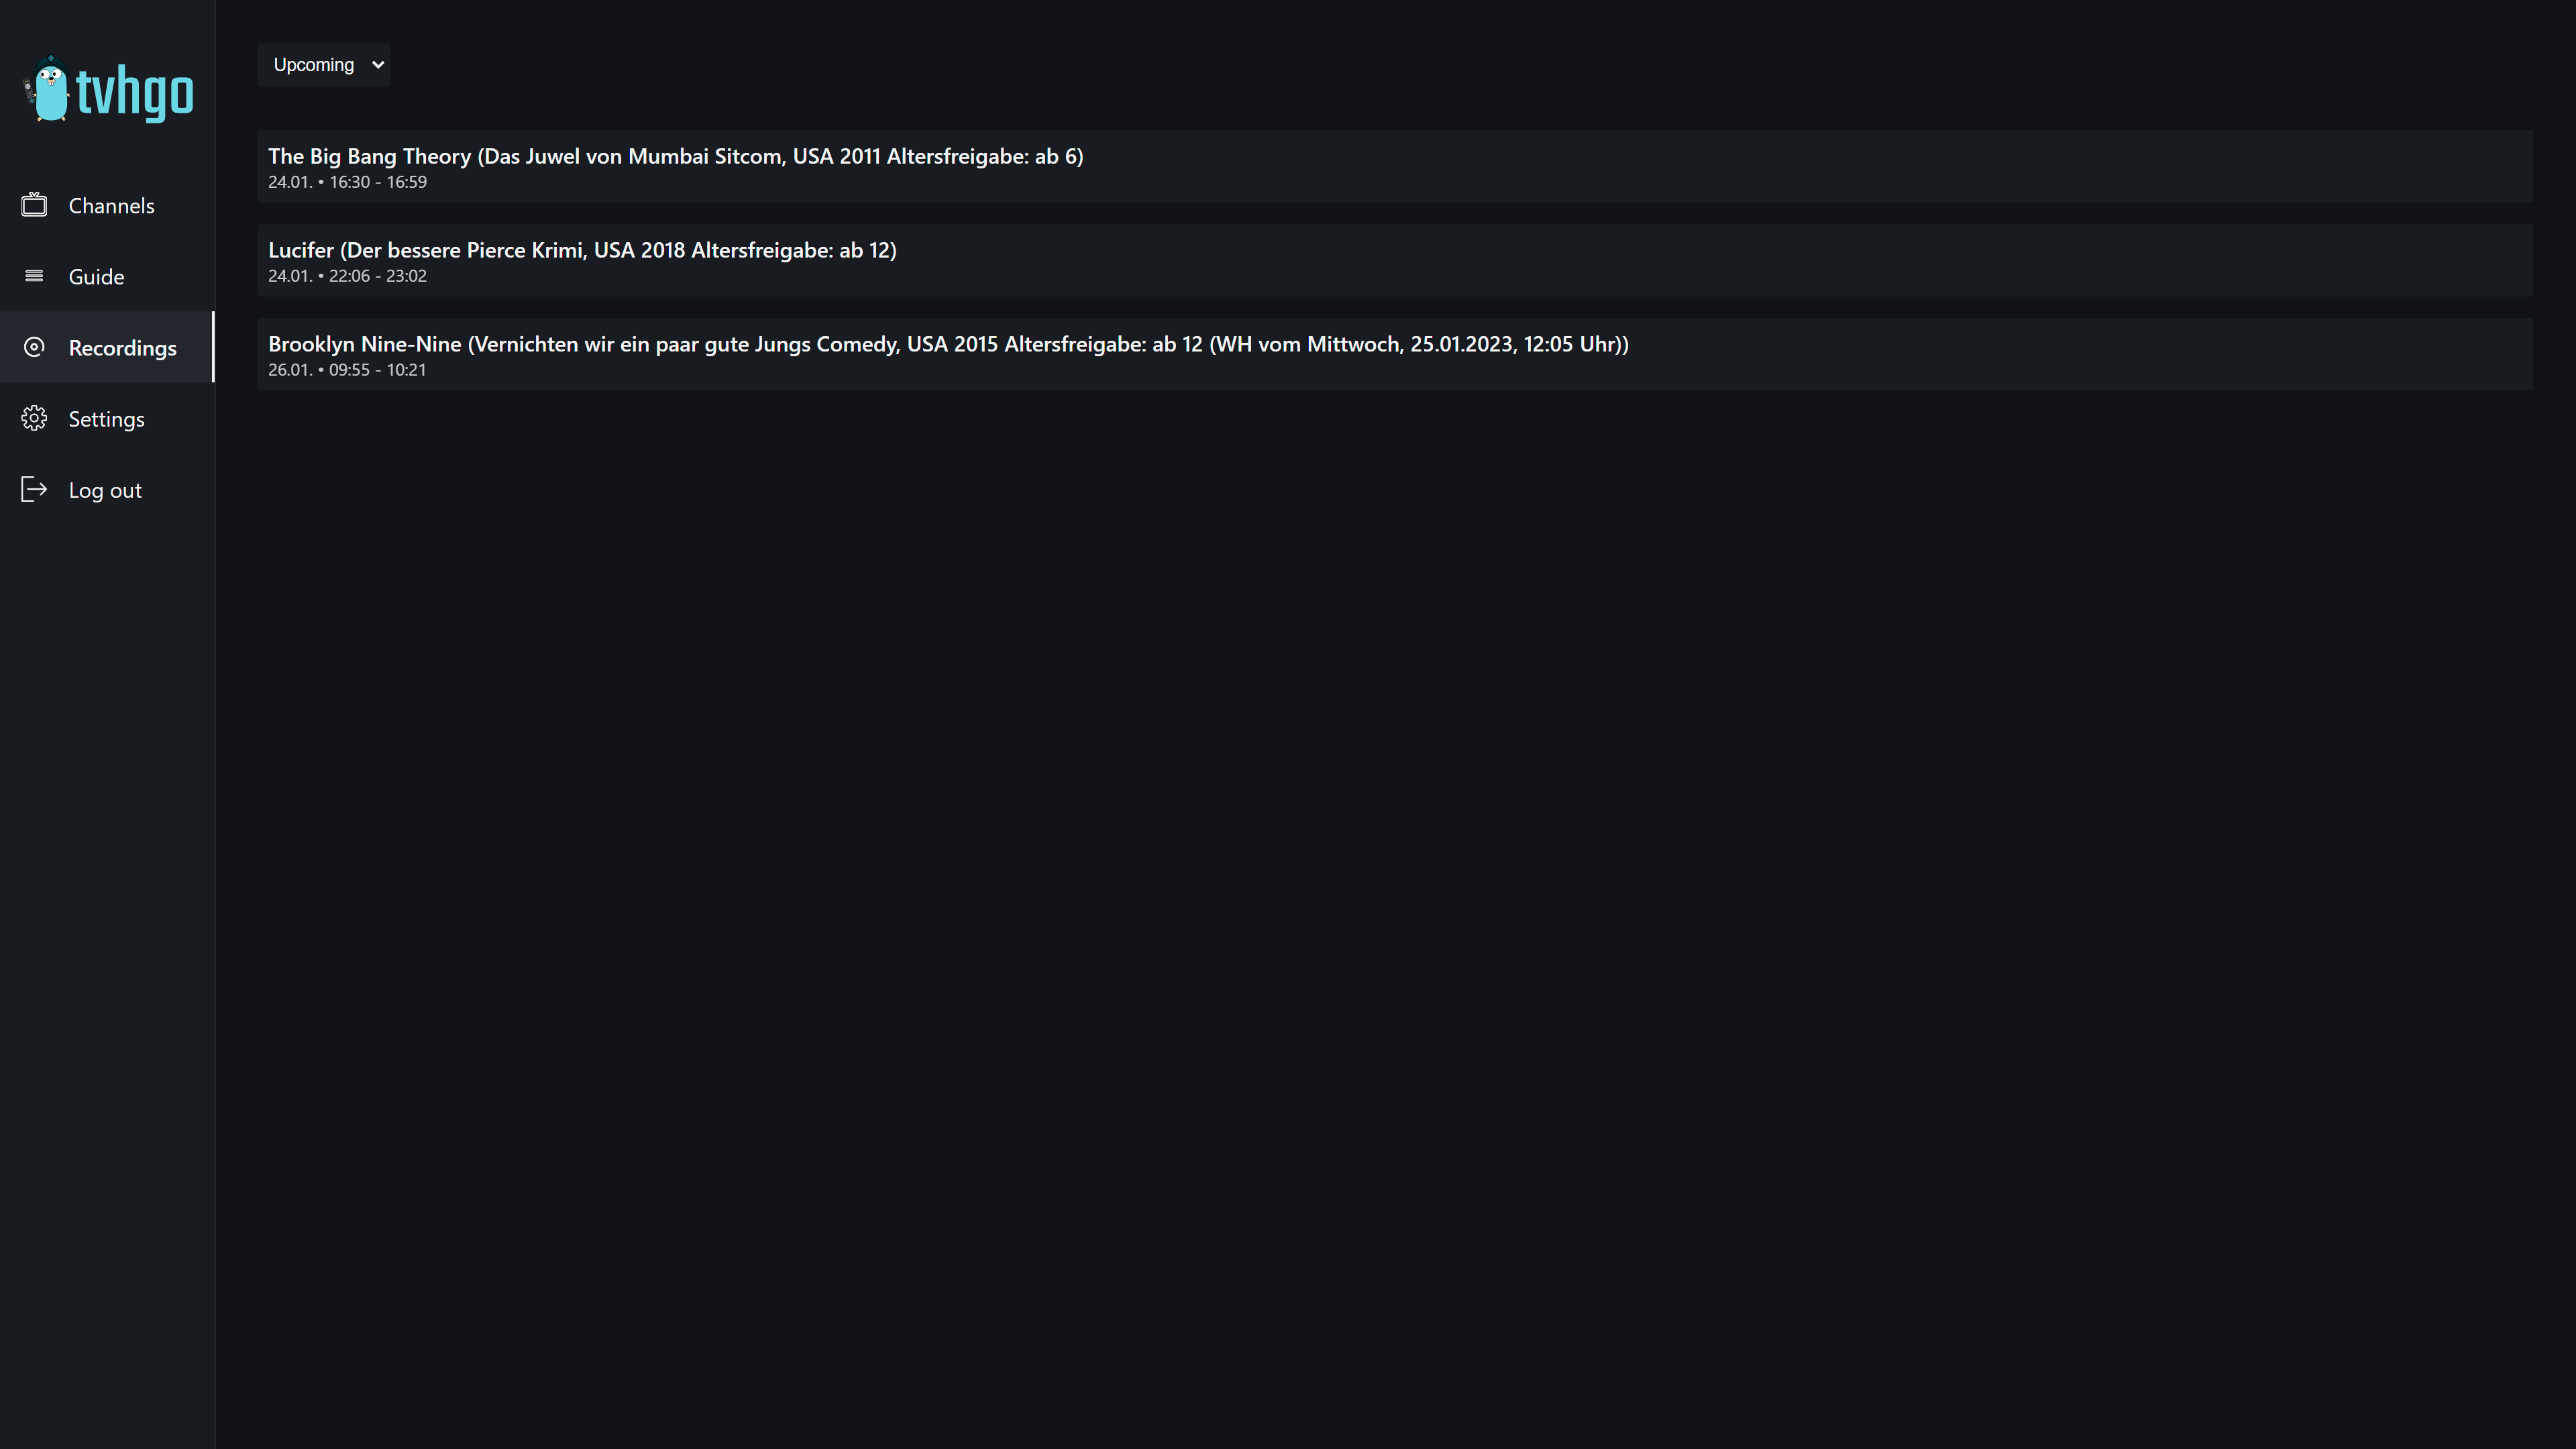 tvhgo
Channels
Guide
Recordings
Settings
Log out
Upcoming
The Big Bang Theory (Das Juwel von Mumbai Sitcom, USA 2011 Altersfreigabe: ab 6)
24.01. • 16:30 - 16:59
Lucifer (Der bessere Pierce Krimi, USA 2018 Altersfreigabe: ab 12)
24.01. • 22:06 - 23:02
Brooklyn Nine-Nine (Vernichten wir ein paar gute Jungs Comedy, USA 2015 Altersfreigabe: ab 12 (WH vom Mittwoch, 25.01.2023, 12:05 Uhr))
26.01. • 09:55 - 10:21